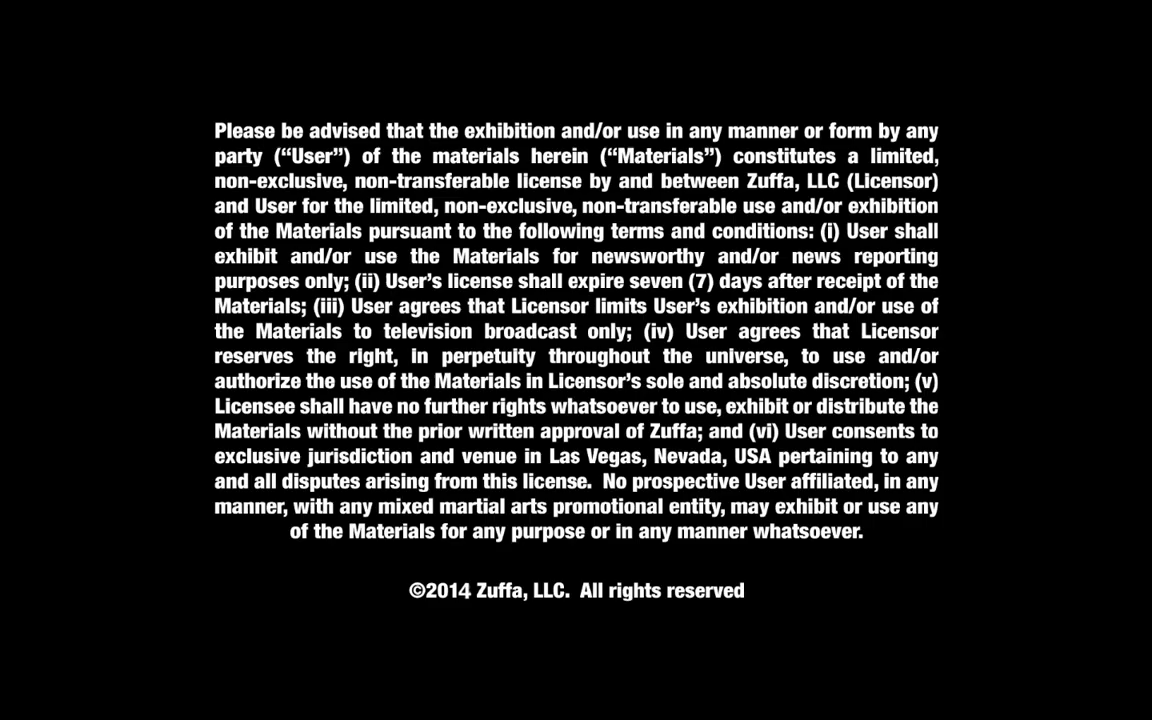 Please be advised that the exhibition and/or use in any manner or form by any
party (“User”) of the materials herein (“Materials”) constitutes a limited,
non-exclusive, non-transferable license by and between Zuffa, LLC (Licensor)
and User for the limited, non-exclusive, non-transferable use and/or exhibition
of the Materials pursuant to the following terms and conditions: (i) User shall
exhibit and/or use the Materials for newsworthy and/or news reporting
purposes only; (ii) User’s license shall expire seven (7) days after receipt of the
Materials; (iii) User agrees that Licensor limits User’s exhibition and/or use of
the Materials to television broadcast only; (iv) User agrees that Licensor
reserves the right, in perpetuity throughout the universe, to use and/or
authorize the use of the Materials in Licensor’s sole and absolute discretion; (v)
Licensee shall have no further rights whatsoever to use, exhibit or distribute the
Materials without the prior written approval of Zuffa; and (vi) User consents to
exclusive jurisdiction and venue in Las Vegas, Nevada, USA pertaining to any
and all disputes arising from this license.  No prospective User affiliated, in any
manner, with any mixed martial arts promotional entity, may exhibit or use any
of the Materials for any purpose or in any manner whatsoever.
©2014 Zuffa, LLC.  All rights reserved